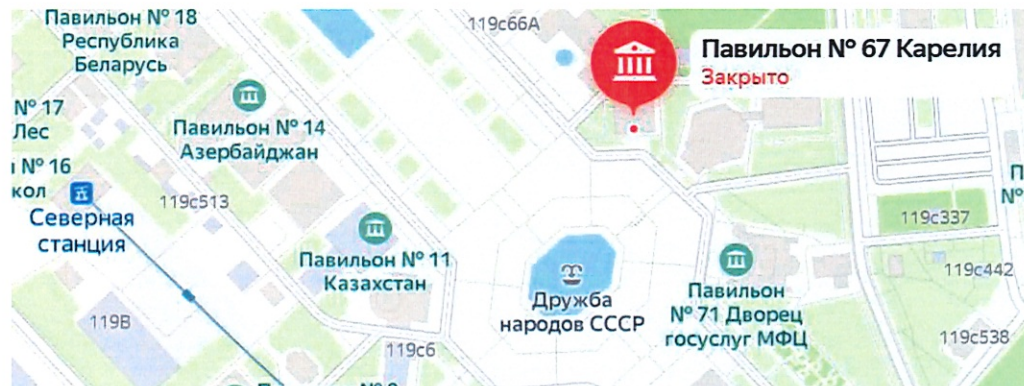 Павильон № 18
Республика
Беларусь
119с66А
Павильон № 67 Карелия
Закрыто
№ 17
Лес
Павильон № 14
Азербайджан
№ 16
кол
119с513
Северная
станция
119с337
Павильон № 11
Казахстан
119с442
Дружба
народов СССР
Павильон
№ 71 Дворец
госуслуг МФЦ
119В
119с6
119с538